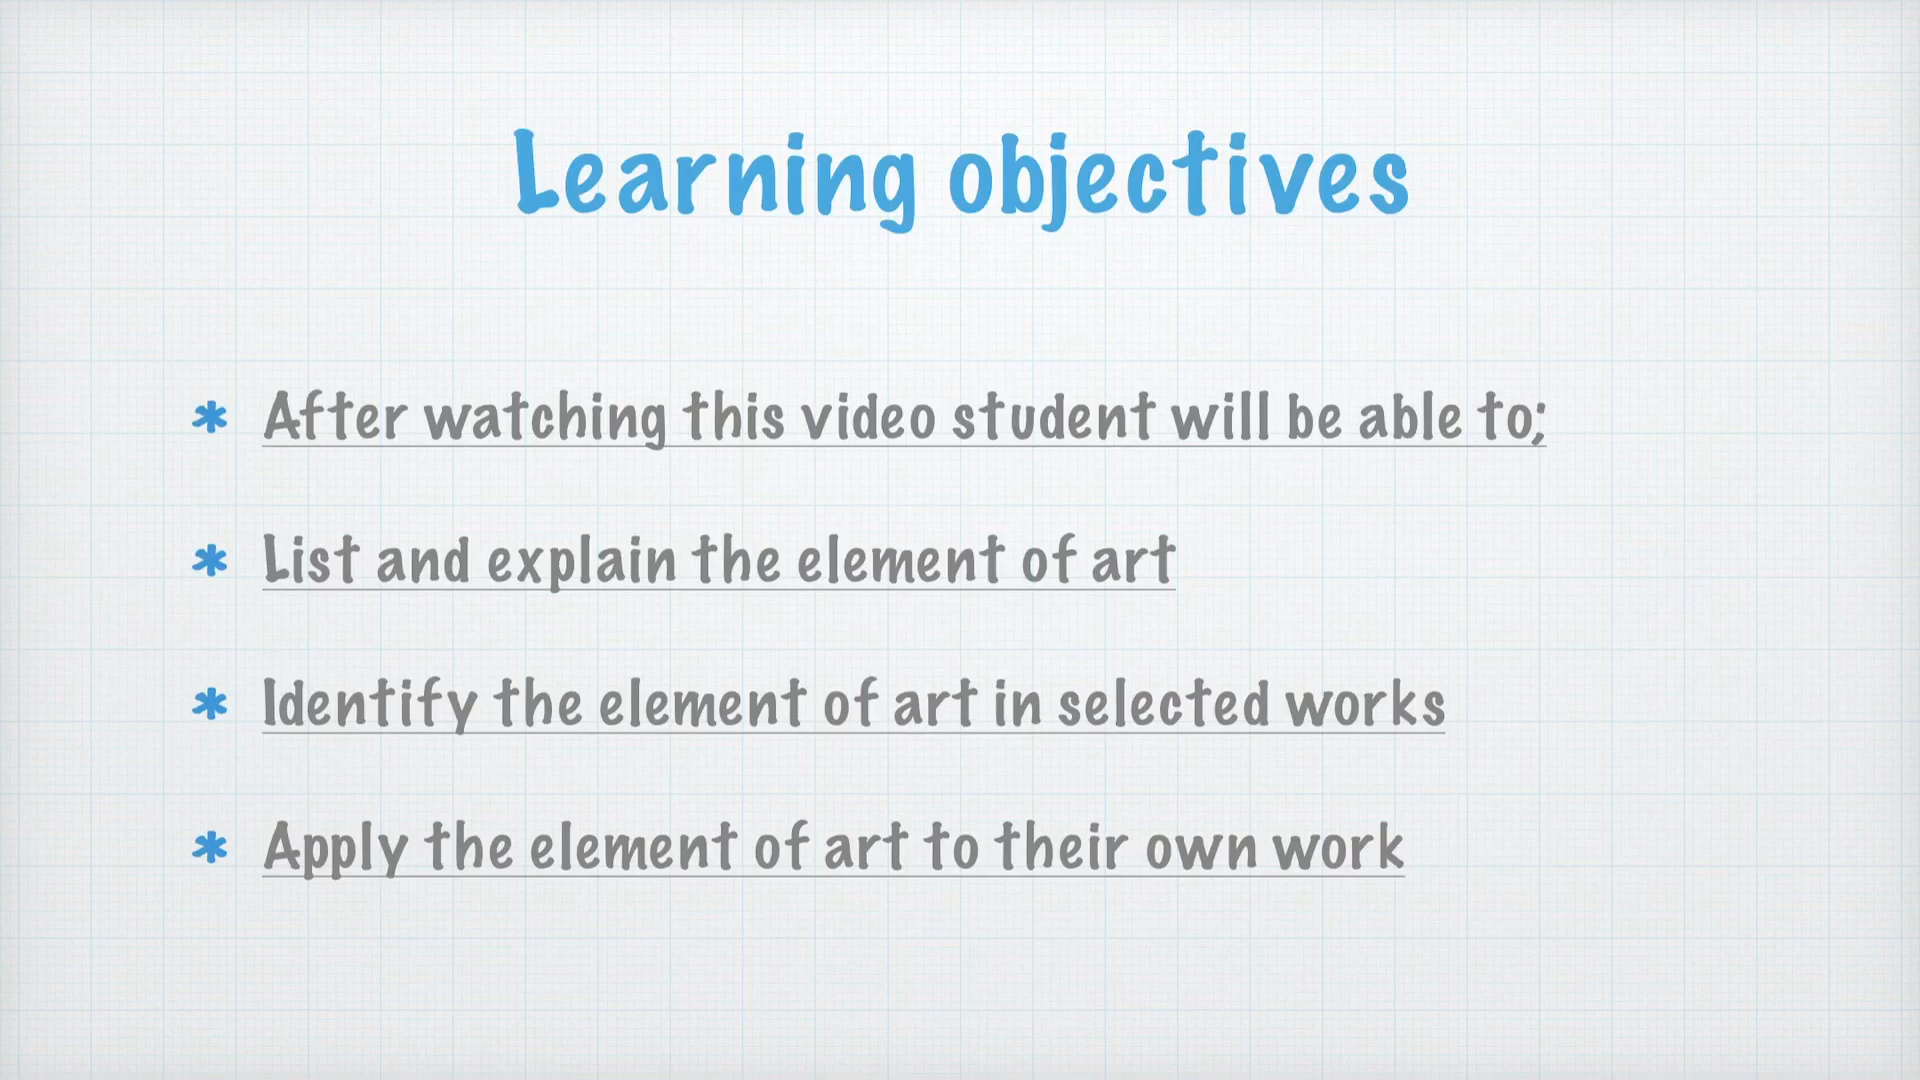 Learning objectives
* After watching this video student will be able to;
* List and explain the element of art
* Identify the element of art in selected works
* Apply the element of art to their own work